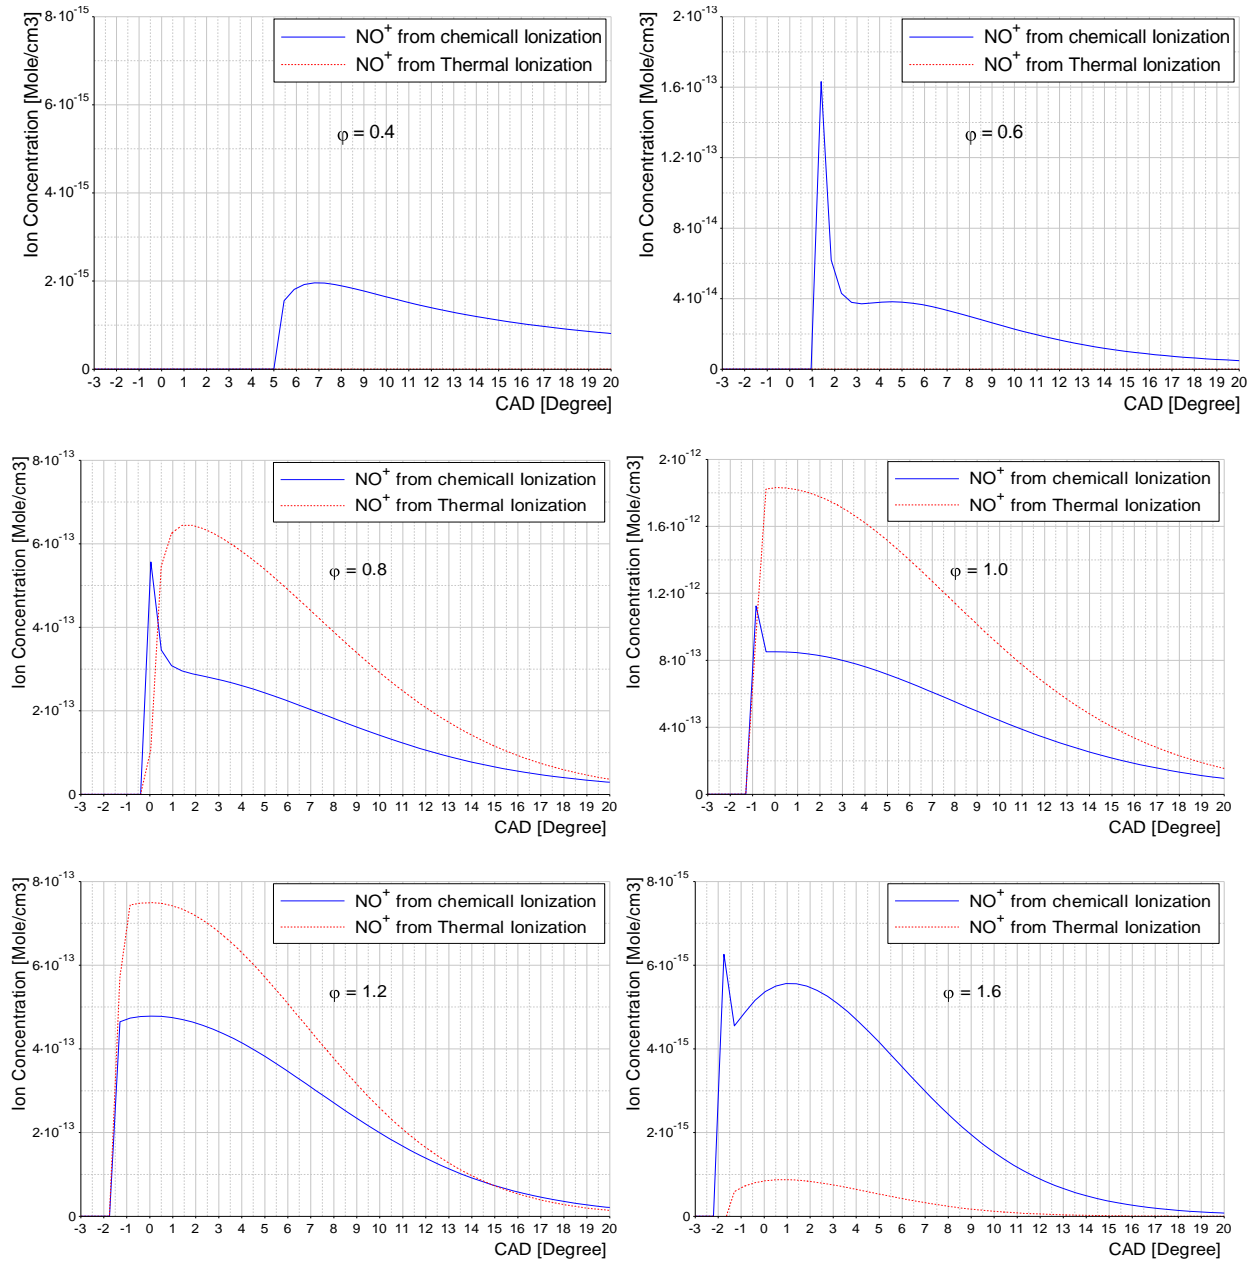 8·10-15
6·10-15
4·10-15
2·10-15
0
Ion Concentration [Mole/cm3]
NO+ from chemicall Ionization
NO+ from Thermal Ionization
φ = 0.4
-3 -2 -1 0 1 2 3 4 5 6 7 8 9 10 11 12 13 14 15 16 17 18 19 20
CAD [Degree]
2·10-13
1.6·10-13
1.2·10-13
8·10-14
4·10-14
0
Ion Concentration [Mole/cm3]
NO+ from chemicall Ionization
NO+ from Thermal Ionization
φ = 0.6
-3 -2 -1 0 1 2 3 4 5 6 7 8 9 10 11 12 13 14 15 16 17 18 19 20
CAD [Degree]
8·10-13
6·10-13
4·10-13
2·10-13
0
Ion Concentration [Mole/cm3]
NO+ from chemicall Ionization
NO+ from Thermal Ionization
φ = 0.8
-3 -2 -1 0 1 2 3 4 5 6 7 8 9 10 11 12 13 14 15 16 17 18 19 20
CAD [Degree]
2·10-12
1.6·10-12
1.2·10-12
8·10-13
4·10-13
0
Ion Concentration [Mole/cm3]
NO+ from chemicall Ionization
NO+ from Thermal Ionization
φ = 1.0
-3 -2 -1 0 1 2 3 4 5 6 7 8 9 10 11 12 13 14 15 16 17 18 19 20
CAD [Degree]
8·10-13
6·10-13
4·10-13
2·10-13
0
Ion Concentration [Mole/cm3]
NO+ from chemicall Ionization
NO+ from Thermal Ionization
φ = 1.2
-3 -2 -1 0 1 2 3 4 5 6 7 8 9 10 11 12 13 14 15 16 17 18 19 20
CAD [Degree]
8·10-15
6·10-15
4·10-15
2·10-15
0
Ion Concentration [Mole/cm3]
NO+ from chemicall Ionization
NO+ from Thermal Ionization
φ = 1.6
-3 -2 -1 0 1 2 3 4 5 6 7 8 9 10 11 12 13 14 15 16 17 18 19 20
CAD [Degree]